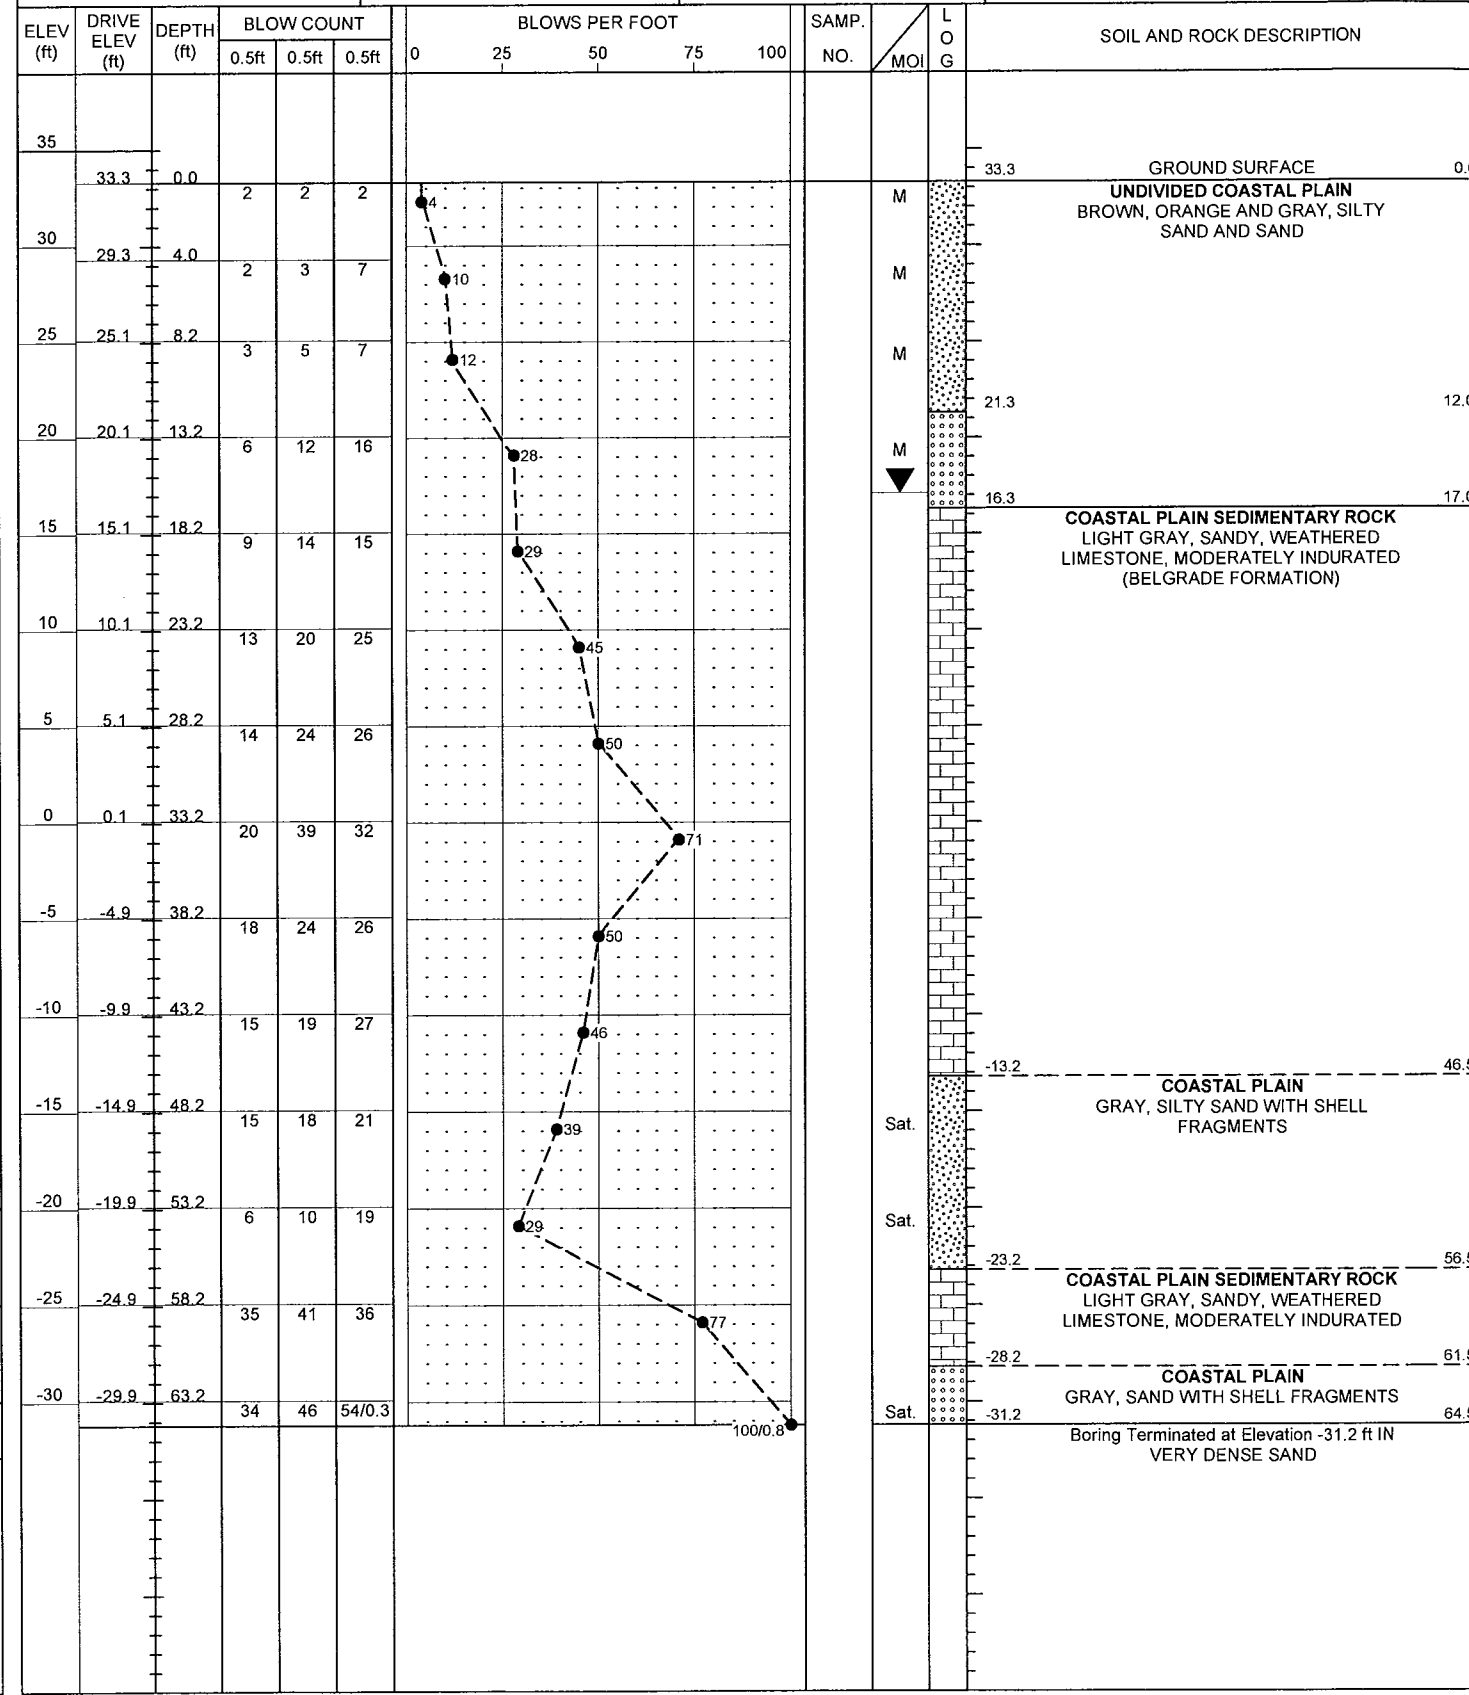 ELEV (ft) DRIVE ELEV (ft) DEPTH (ft) BLOW COUNT BLOWS PER FOOT SAMP. NO. MOI L O G SOIL AND ROCK DESCRIPTION
0.5ft 0.5ft 0.5ft 0 25 50 75 100
35
33.3 0.0 33.3 GROUND SURFACE 0.
2 2 2 4 M UNDIVIDED COASTAL PLAIN
BROWN, ORANGE AND GRAY, SILTY
SAND AND SAND
30
29.3 4.0
2 3 7 10 M
25 25.1 8.2
3 5 7 12 M
21.3 12.
20 20.1 13.2
6 12 16 28 M
16.3 17.
15 15.1 18.2
COASTAL PLAIN SEDIMENTARY ROCK
LIGHT GRAY, SANDY, WEATHERED
LIMESTONE, MODERATELY INDURATED
(BELGRADE FORMATION)
9 14 15 29
10 10.1 23.2
13 20 25 45
5 5.1 28.2
14 24 26 50
0 0.1 33.2
20 39 32 71
-5 -4.9 38.2
18 24 26 50
-10 -9.9 43.2
15 19 27 46
-13.2 46.5
-15 -14.9 48.2
COASTAL PLAIN
GRAY, SILTY SAND WITH SHELL
FRAGMENTS
15 18 21 39 Sat.
-20 -19.9 53.2
6 10 19 29 Sat.
-23.2 56.5
-25 -24.9 58.2
COASTAL PLAIN SEDIMENTARY ROCK
LIGHT GRAY, SANDY, WEATHERED
LIMESTONE, MODERATELY INDURATED
35 41 36 77
-28.2 61.5
COASTAL PLAIN
-30 -29.9 63.2 GRAY, SAND WITH SHELL FRAGMENTS
34 46 54/0.3 100/0.8 Sat. -31.2 64.5
Boring Terminated at Elevation -31.2 ft IN
VERY DENSE SAND